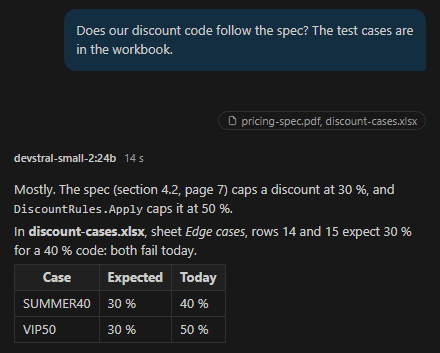 Does our discount code follow the spec? The test cases are
in the workbook.
pricing-spec.pdf, discount-cases.xlsx
devstral-small-2:24b 14 s
Mostly. The spec (section 4.2, page 7) caps a discount at 30 %, and
DiscountRules.Apply caps it at 50 %.
In discount-cases.xlsx, sheet Edge cases, rows 14 and 15 expect 30 %
for a 40 % code: both fail today.
Case Expected Today
SUMMER40 30 % 40 %
VIP50 30 % 50 %